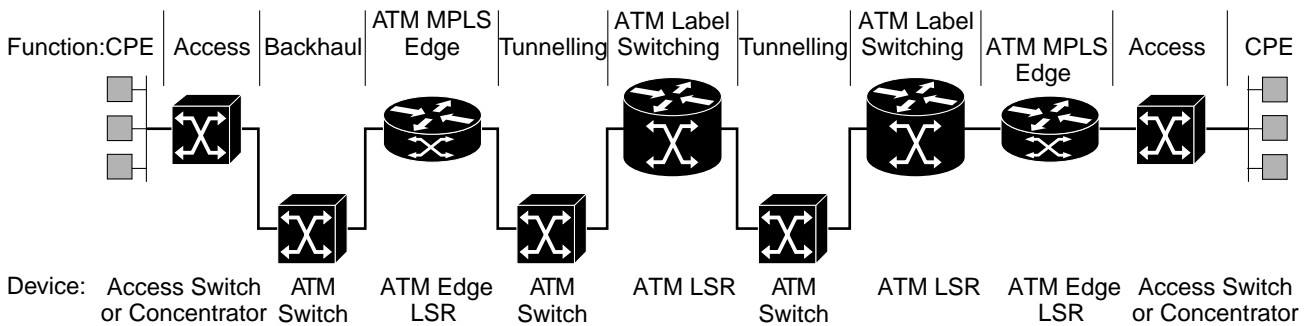 Function: CPE
Access
Backhaul
ATM MPLS
Edge
Tunnelling
ATM Label
Switching
Tunnelling
ATM Label
Switching
ATM MPLS
Edge
Access
CPE
Device:
Access Switch
or Concentrator
ATM
Switch
ATM Edge
LSR
ATM
Switch
ATM LSR
ATM
Switch
ATM LSR
ATM Edge
LSR
Access Switch
or Concentrator